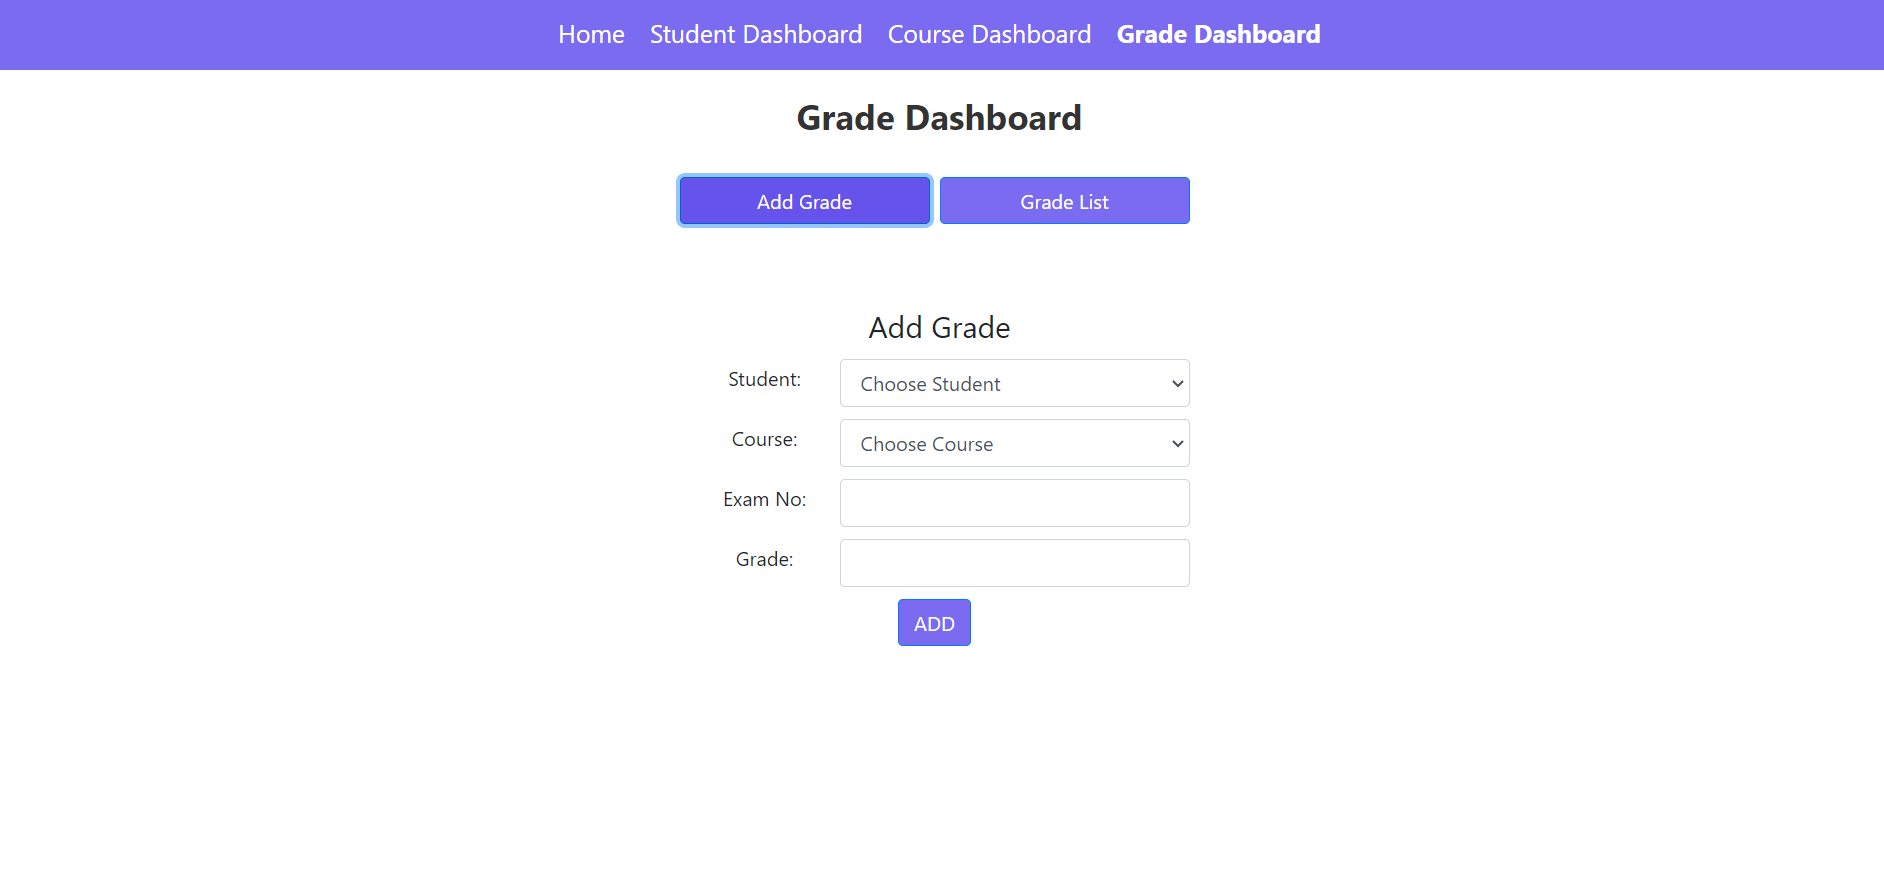 Home Student Dashboard Course Dashboard Grade Dashboard
Grade Dashboard
Add Grade Grade List
Add Grade
Student: Choose Student
Course: Choose Course
Exam No:
Grade:
ADD